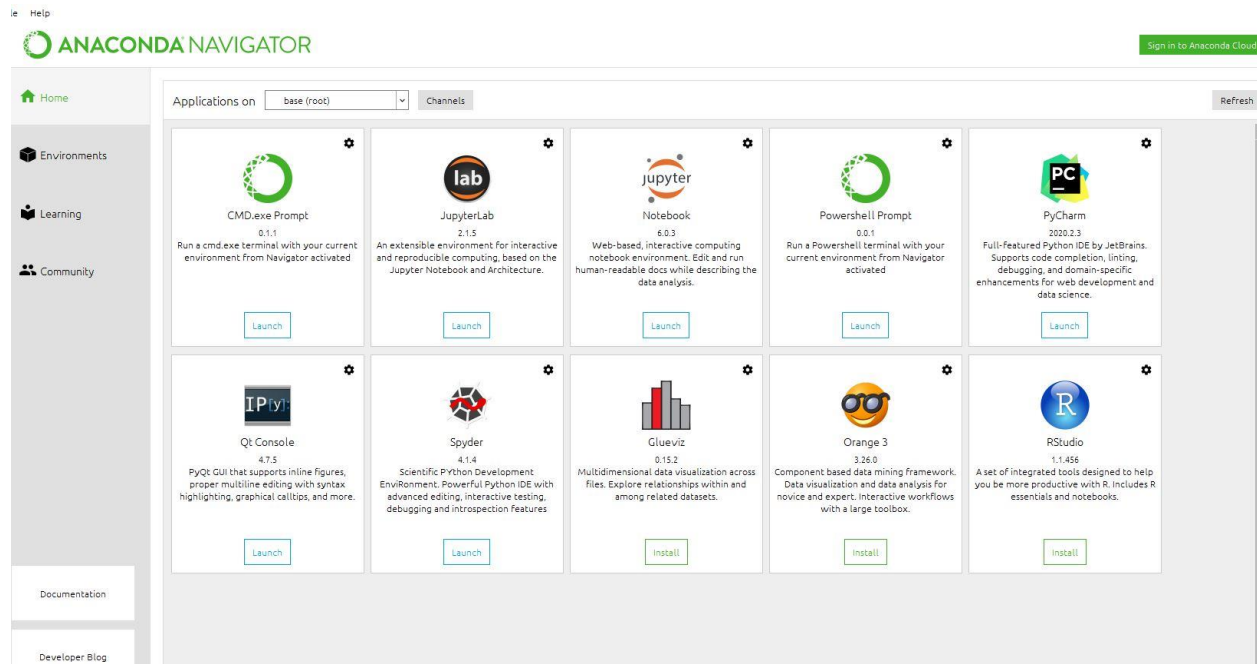 le Help
ANACONDA NAVIGATOR
Sign in to Anaconda Cloud
Home
Applications on base (root) Channels Refresh
Environments
Learning
Community
CMD.exe Prompt
0.1.1
Run a cmd.exe terminal with your current
environment from Navigator activated
Launch
lab
JupyterLab
2.1.5
An extensible environment for interactive
and reproducible computing, based on the
Jupyter Notebook and Architecture.
Launch
jupyter
Notebook
6.0.3
Web-based, interactive computing
notebook environment. Edit and run
human-readable docs while describing the
data analysis.
Launch
Powershell Prompt
0.0.1
Run a Powershell terminal with your
current environment from Navigator
activated
Launch
PC
PyCharm
2020.2.3
Full-featured Python IDE by JetBrains.
Supports code completion, linting,
debugging, and domain-specific
enhancements for web development and
data science.
Launch
IP[y]:
Qt Console
4.7.5
PyQt GUI that supports inline figures,
proper multiline editing with syntax
highlighting, graphical calltips, and more.
Launch
Spyder
4.1.4
Scientific PYthon Development
EnviRonment. Powerful Python IDE with
advanced editing, interactive testing,
debugging and introspection features
Launch
Glueviz
0.15.2
Multidimensional data visualization across
files. Explore relationships within and
among related datasets.
Install
Orange 3
3.26.0
Component based data mining framework.
Data visualization and data analysis for
novice and expert. Interactive workflows
with a large toolbox.
Install
R
RStudio
1.1.456
A set of integrated tools designed to help
you be more productive with R. Includes R
essentials and notebooks.
Install
Documentation
Developer Blog